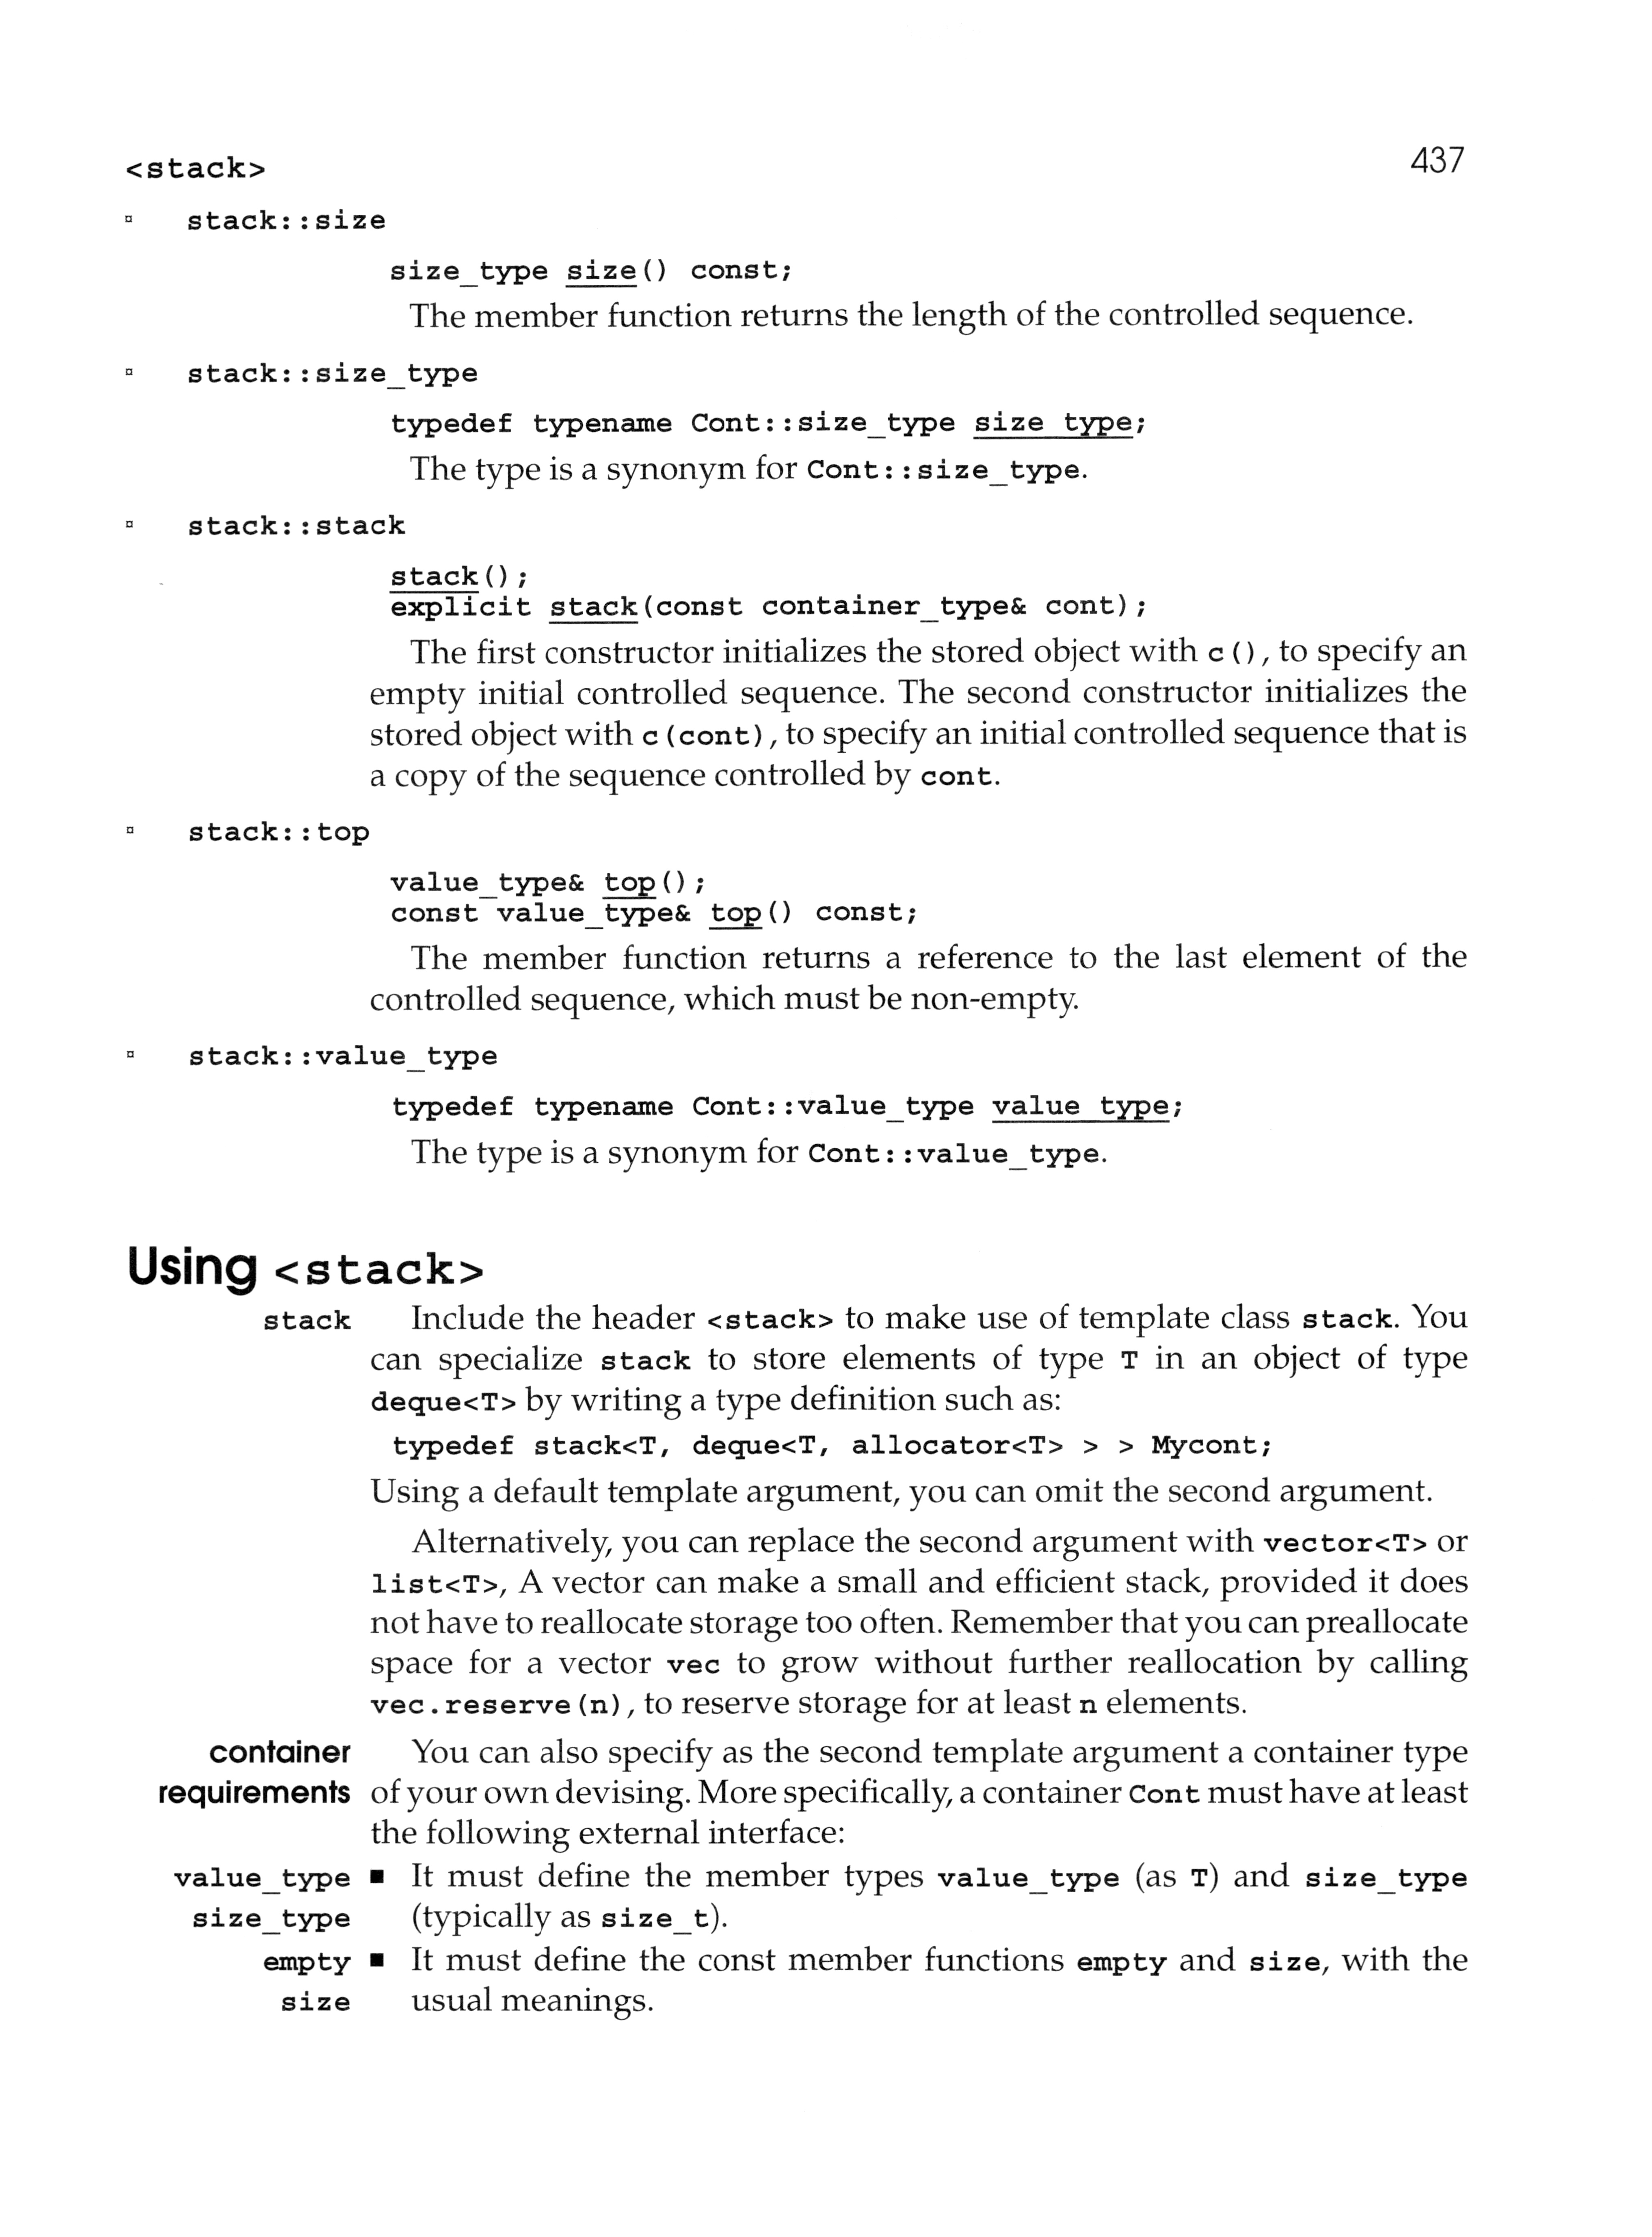 <stack> 437
▫ stack::size
size_type size() const;
The member function returns the length of the controlled sequence.
▫ stack::size_type
typedef typename Cont::size_type size_type;
The type is a synonym for Cont::size_type.
▫ stack::stack
stack();
explicit stack(const container_type& cont);
The first constructor initializes the stored object with c(), to specify an
empty initial controlled sequence. The second constructor initializes the
stored object with c(cont), to specify an initial controlled sequence that is
a copy of the sequence controlled by cont.
▫ stack::top
value_type& top();
const value_type& top() const;
The member function returns a reference to the last element of the
controlled sequence, which must be non-empty.
▫ stack::value_type
typedef typename Cont::value_type value_type;
The type is a synonym for Cont::value_type.
Using <stack>
stack Include the header <stack> to make use of template class stack. You
can specialize stack to store elements of type T in an object of type
deque<T> by writing a type definition such as:
typedef stack<T, deque<T, allocator<T> > > Mycont;
Using a default template argument, you can omit the second argument.
Alternatively, you can replace the second argument with vector<T> or
list<T>, A vector can make a small and efficient stack, provided it does
not have to reallocate storage too often. Remember that you can preallocate
space for a vector vec to grow without further reallocation by calling
vec.reserve(n), to reserve storage for at least n elements.
container You can also specify as the second template argument a container type
requirements of your own devising. More specifically, a container Cont must have at least
the following external interface:
value_type ■ It must define the member types value_type (as T) and size_type
size_type (typically as size_t).
empty ■ It must define the const member functions empty and size, with the
size usual meanings.